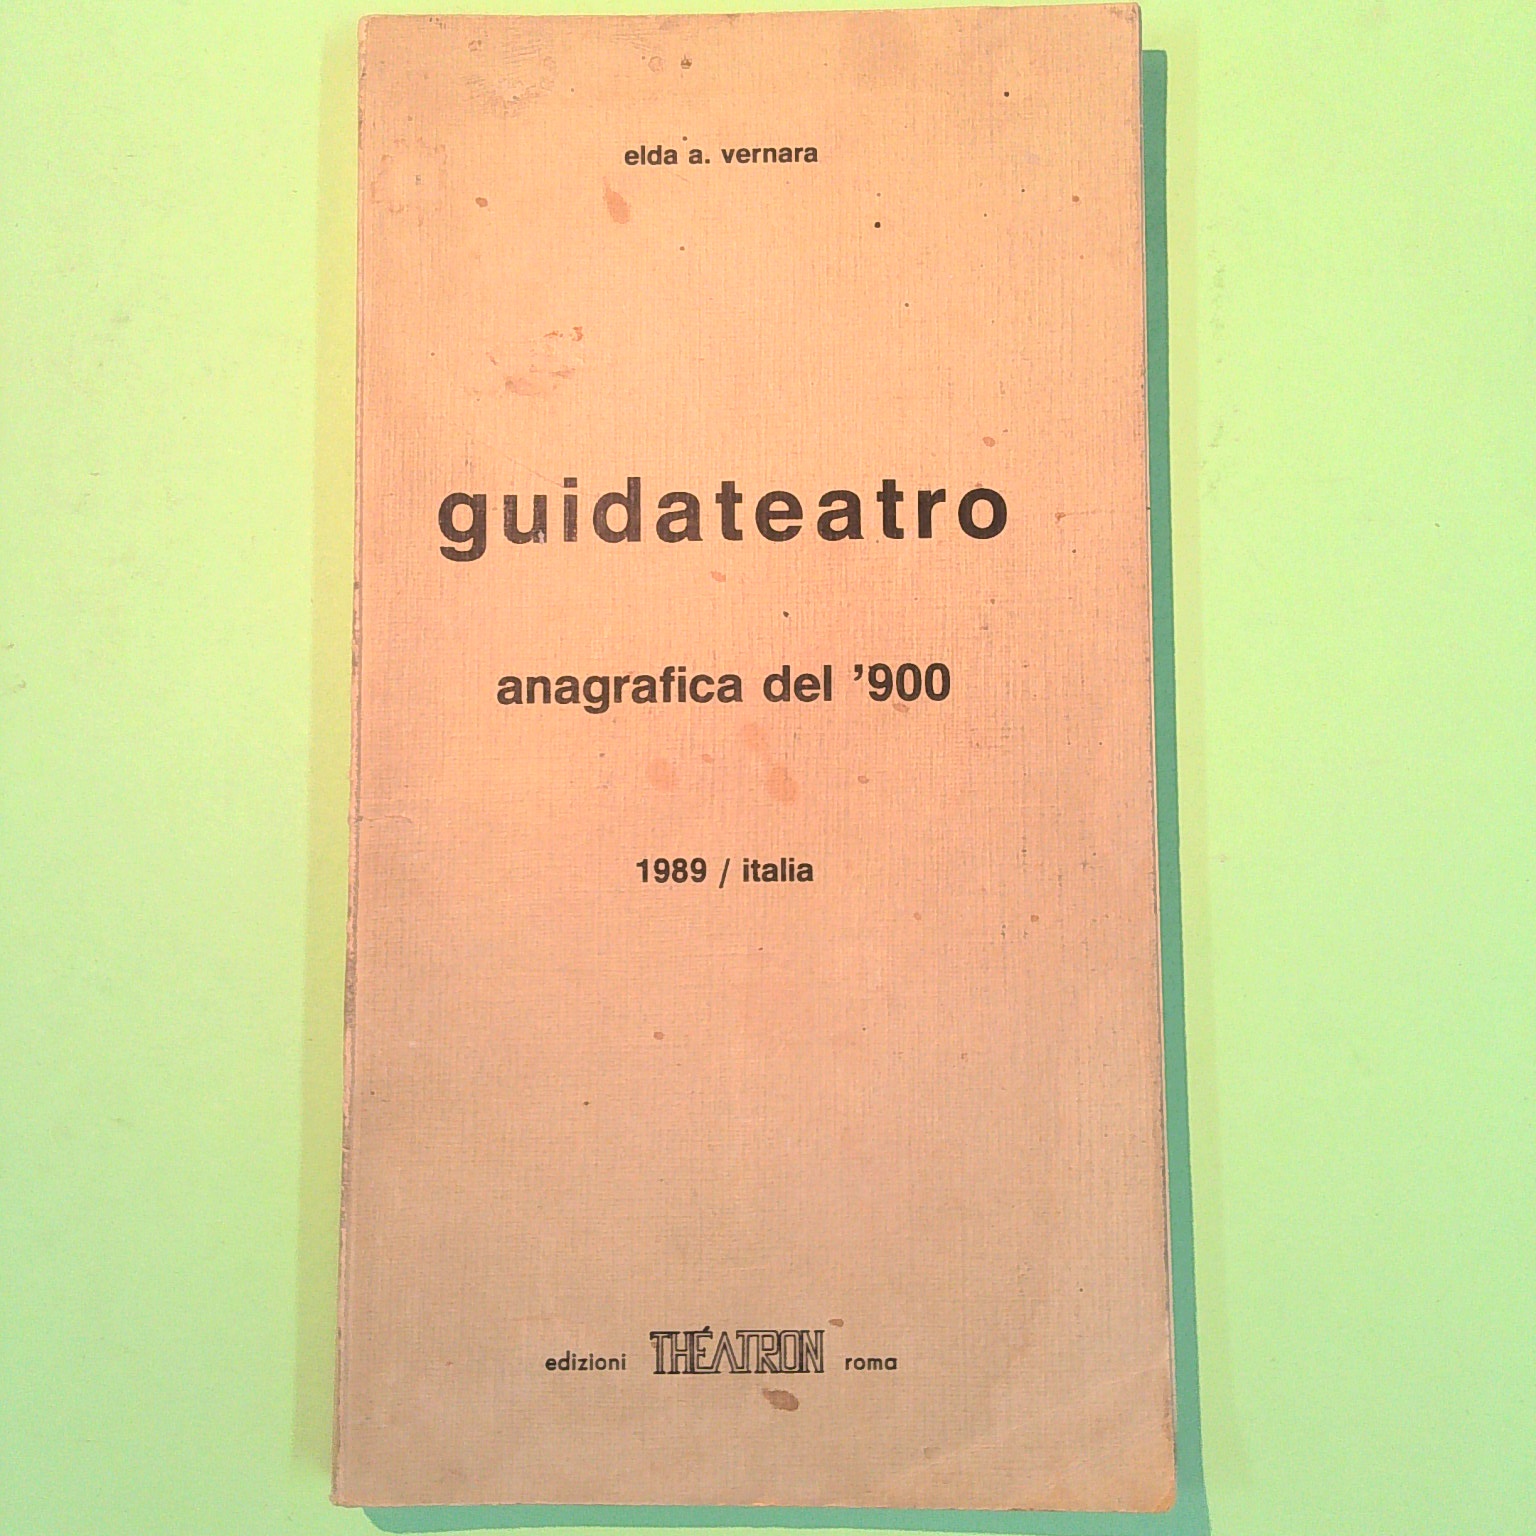 elda a. vernara
guidateatro
anagrafica del ’900
1989 / italia
edizioni THÉATRON roma